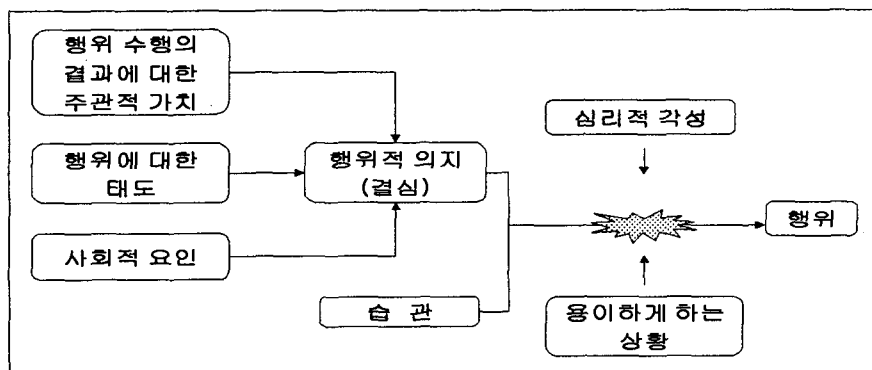 행위 수행의
결과에 대한
주관적 가치
행위에 대한
태도
사회적 요인
행위적 의지
(결심)
습 관
심리적 각성
용이하게 하는
상황
행위